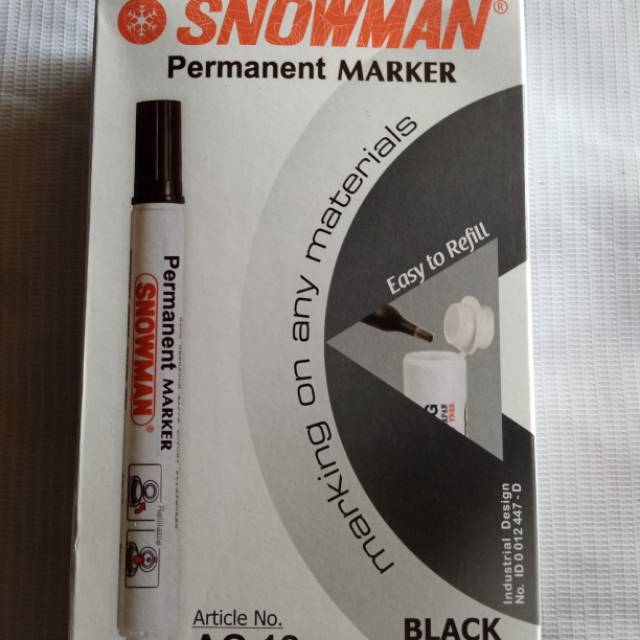 SNOWMAN®
Permanent MARKER
marking on any materials
Easy to Refill
Permanent MARKER
SNOWMAN®
Refillable
Industrial Design
No. ID 0 012 447 - D
Article No.
BLACK